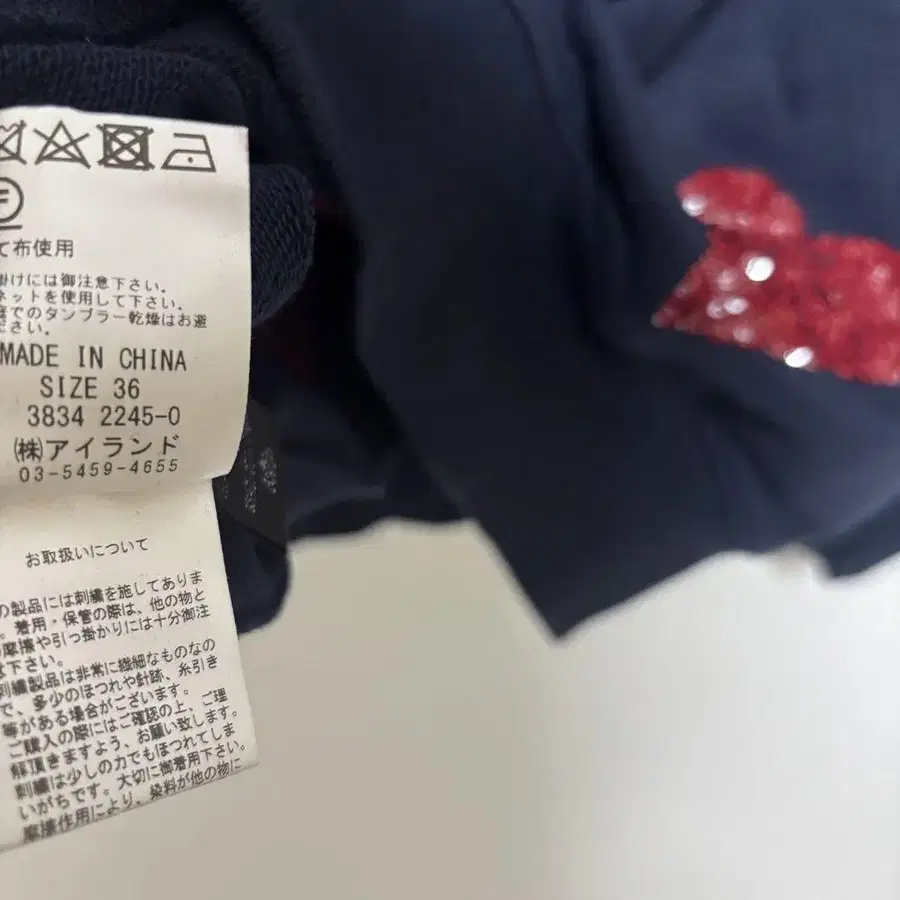 F
て布使用
掛けには御注意下さい。
ネットを使用して下さい。
庭でのタンブラー乾燥はお避
ださい。
MADE IN CHINA
SIZE 36
3834 2245-0
㈱アイランド
03-5459-4655
お取扱いについて
の製品には刺繍を施してありま
。着用・保管の際は、他の物と
摩擦や引っ掛かりには十分御注
下さい。
刺繍製品は非常に繊細なものなの
で、多少のほつれや針跡、糸引き
等がある場合がございます。
ご購入の際にはご確認の上、ご理
解頂きますよう、お願い致します。
刺繍は少しの力でもほつれてしま
いがちです。大切に御着用下さい。
摩擦作用により、染料が他の物に